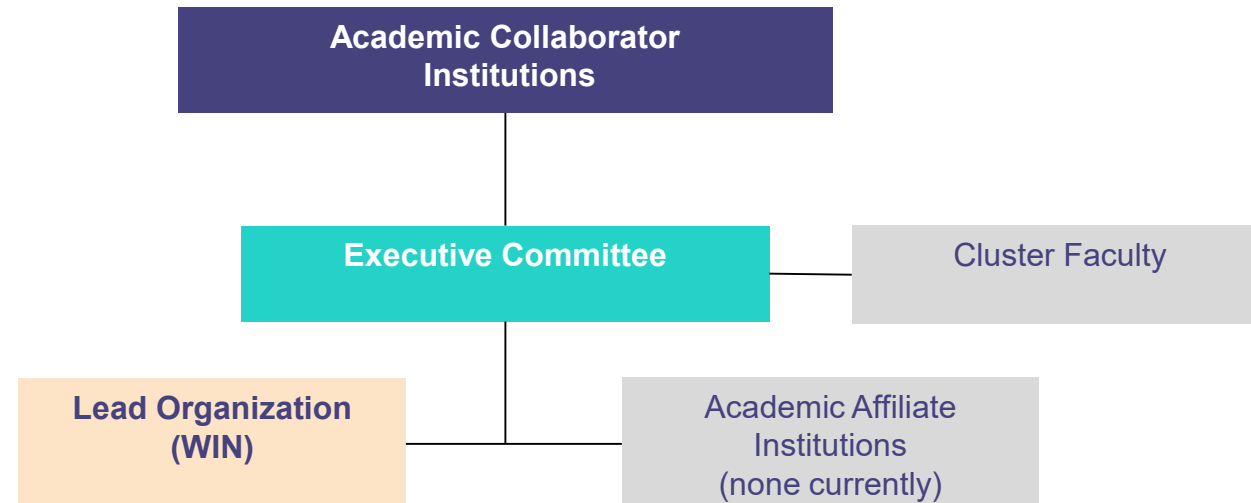 Academic Collaborator
Institutions
Executive Committee
Cluster Faculty
Lead Organization
(WIN)
Academic Affiliate
Institutions
(none currently)